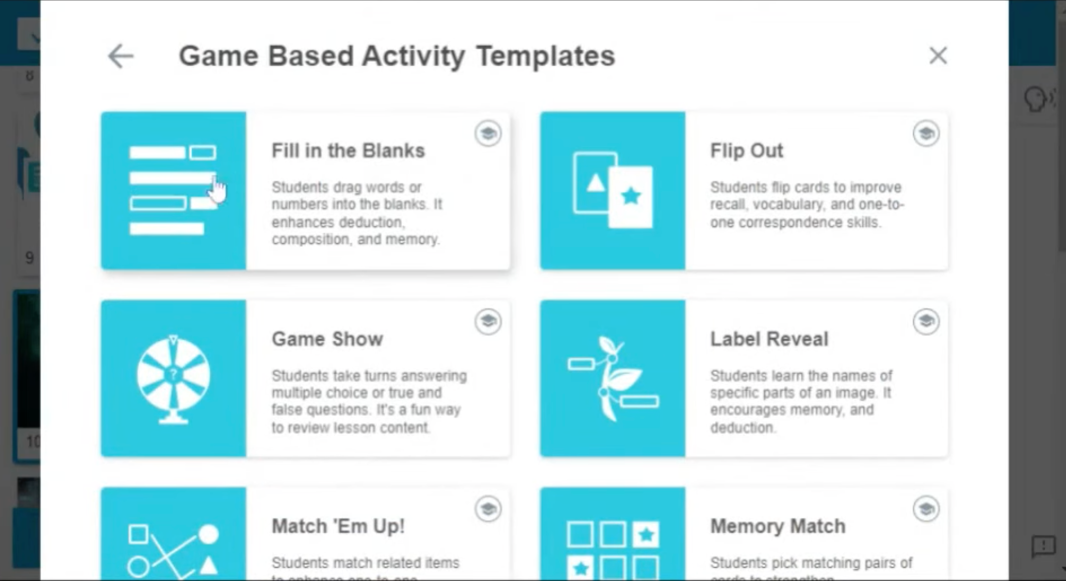 Game Based Activity Templates
Fill in the Blanks
Students drag words or
numbers into the blanks. It
enhances deduction,
composition, and memory.
Flip Out
Students flip cards to improve
recall, vocabulary, and one-to-
one correspondence skills.
Game Show
Students take turns answering
multiple choice or true and
false questions. It's a fun way
to review lesson content.
Label Reveal
Students learn the names of
specific parts of an image. It
encourages memory, and
deduction.
Match 'Em Up!
Students match related items
Memory Match
Students pick matching pairs of
8
9
10
?